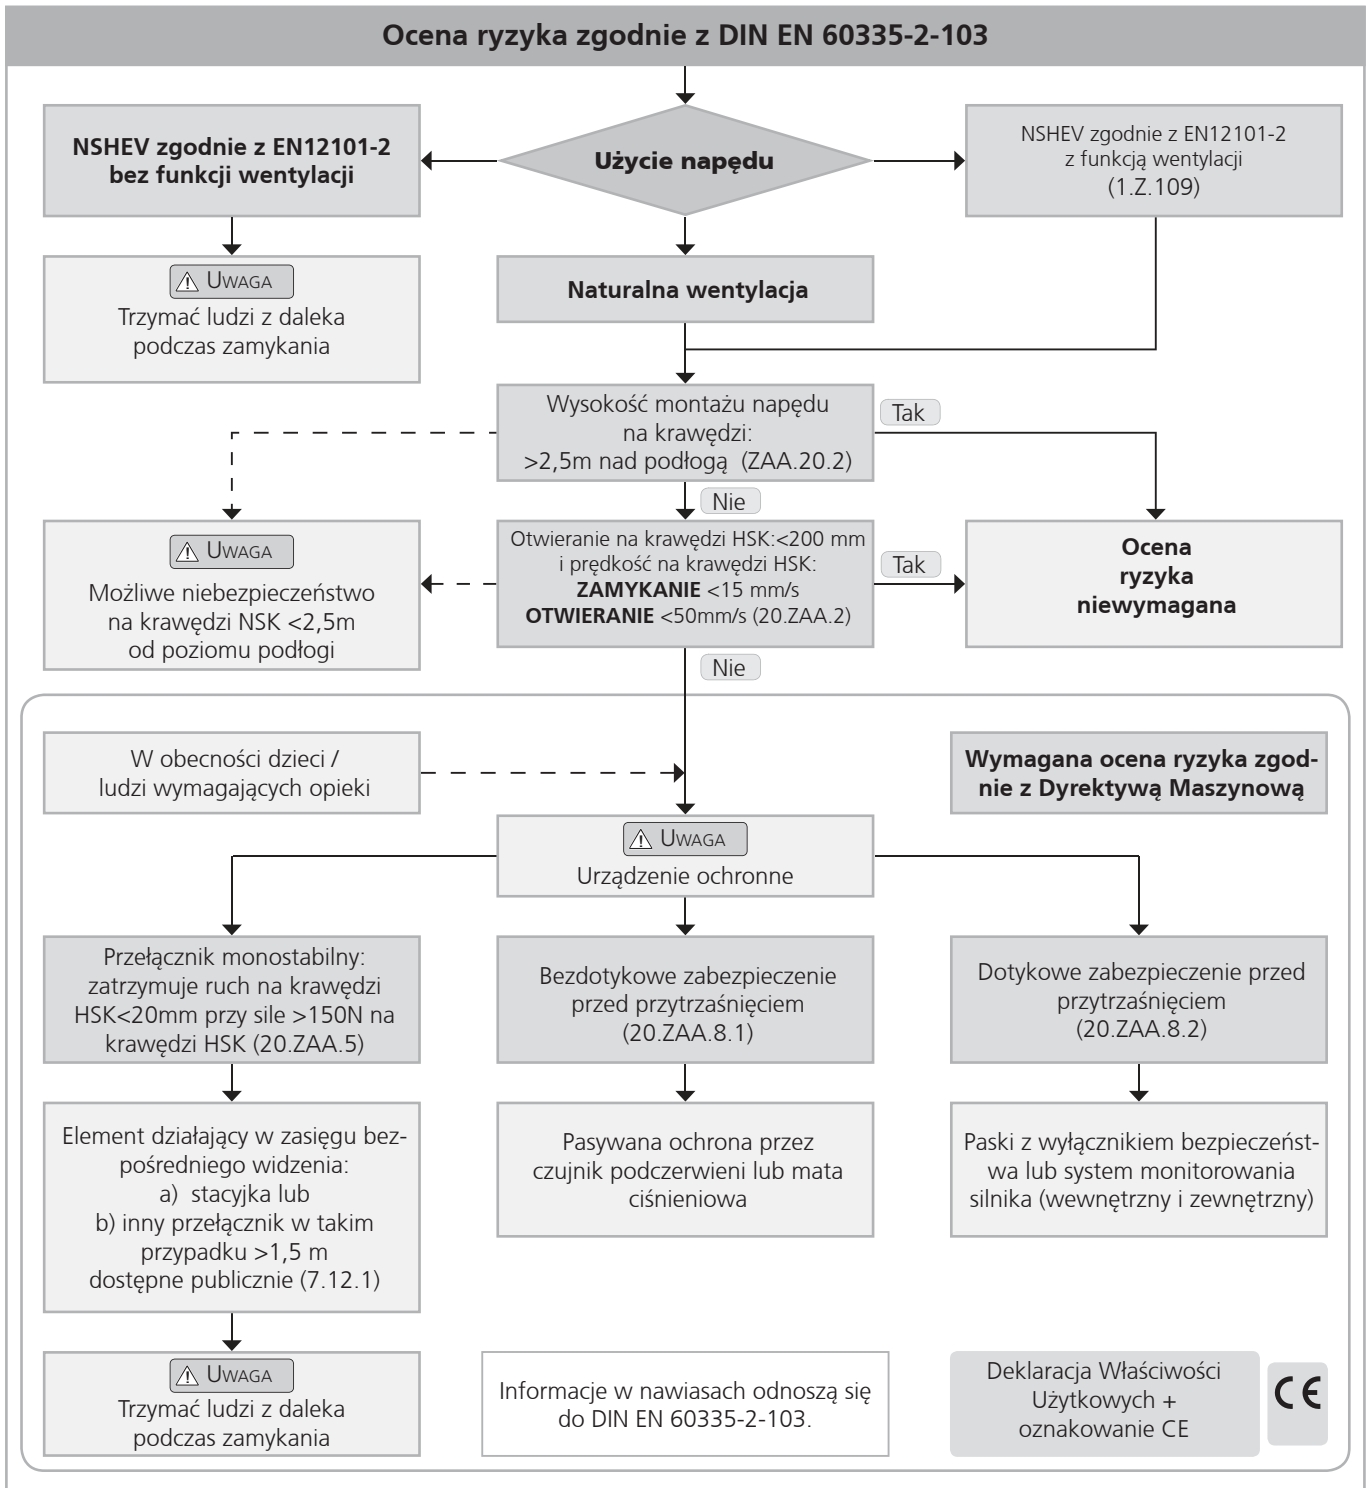 Ocena ryzyka zgodnie z DIN EN 60335-2-103
NSHEV zgodnie z EN12101-2
bez funkcji wentylacji
Użycie napędu
NSHEV zgodnie z EN12101-2
z funkcją wentylacji
(1.Z.109)
UWAGA
Trzymać ludzi z daleka
podczas zamykania
Naturalna wentylacja
Wysokość montażu napędu
na krawędzi:
>2,5m nad podłogą (ZAA.20.2)
Tak
Nie
UWAGA
Możliwe niebezpieczeństwo
na krawędzi NSK <2,5m
od poziomu podłogi
Otwieranie na krawędzi HSK:<200 mm
i prędkość na krawędzi HSK:
ZAMYKANIE <15 mm/s
OTWIERANIE <50mm/s (20.ZAA.2)
Tak
Ocena
ryzyka
niewymagana
Nie
W obecności dzieci /
ludzi wymagających opieki
Wymagana ocena ryzyka zgod-
nie z Dyrektywą Maszynową
UWAGA
Urządzenie ochronne
Przełącznik monostabilny:
zatrzymuje ruch na krawędzi
HSK<20mm przy sile >150N na
krawędzi HSK (20.ZAA.5)
Bezdotykowe zabezpieczenie
przed przytrzaśnięciem
(20.ZAA.8.1)
Dotykowe zabezpieczenie przed
przytrzaśnięciem
(20.ZAA.8.2)
Element działający w zasięgu bez-
pośredniego widzenia:
a) stacyjka lub
b) inny przełącznik w takim
przypadku >1,5 m
dostępne publicznie (7.12.1)
Pasywana ochrona przez
czujnik podczerwieni lub mata
ciśnieniowa
Paski z wyłącznikiem bezpieczeńst-
wa lub system monitorowania
silnika (wewnętrzny i zewnętrzny)
UWAGA
Trzymać ludzi z daleka
podczas zamykania
Informacje w nawiasach odnoszą się
do DIN EN 60335-2-103.
Deklaracja Właściwości
Użytkowych +
oznakowanie CE
CE